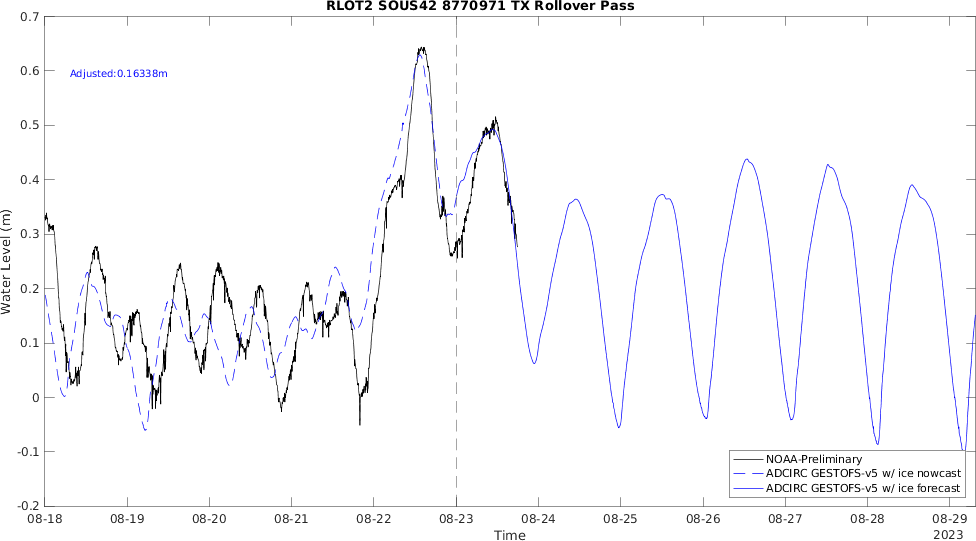 RLOT2 SOUS42 8770971 TX Rollover Pass
0.7
0.6
0.5
0.4
0.3
0.2
0.1
0
-0.1
-0.2
Water Level (m)
Adjusted:0.16338m
NOAA-Preliminary
ADCIRC GESTOFS-v5 w/ ice nowcast
ADCIRC GESTOFS-v5 w/ ice forecast
08-18 08-19 08-20 08-21 08-22 08-23 08-24 08-25 08-26 08-27 08-28 08-29
2023
Time